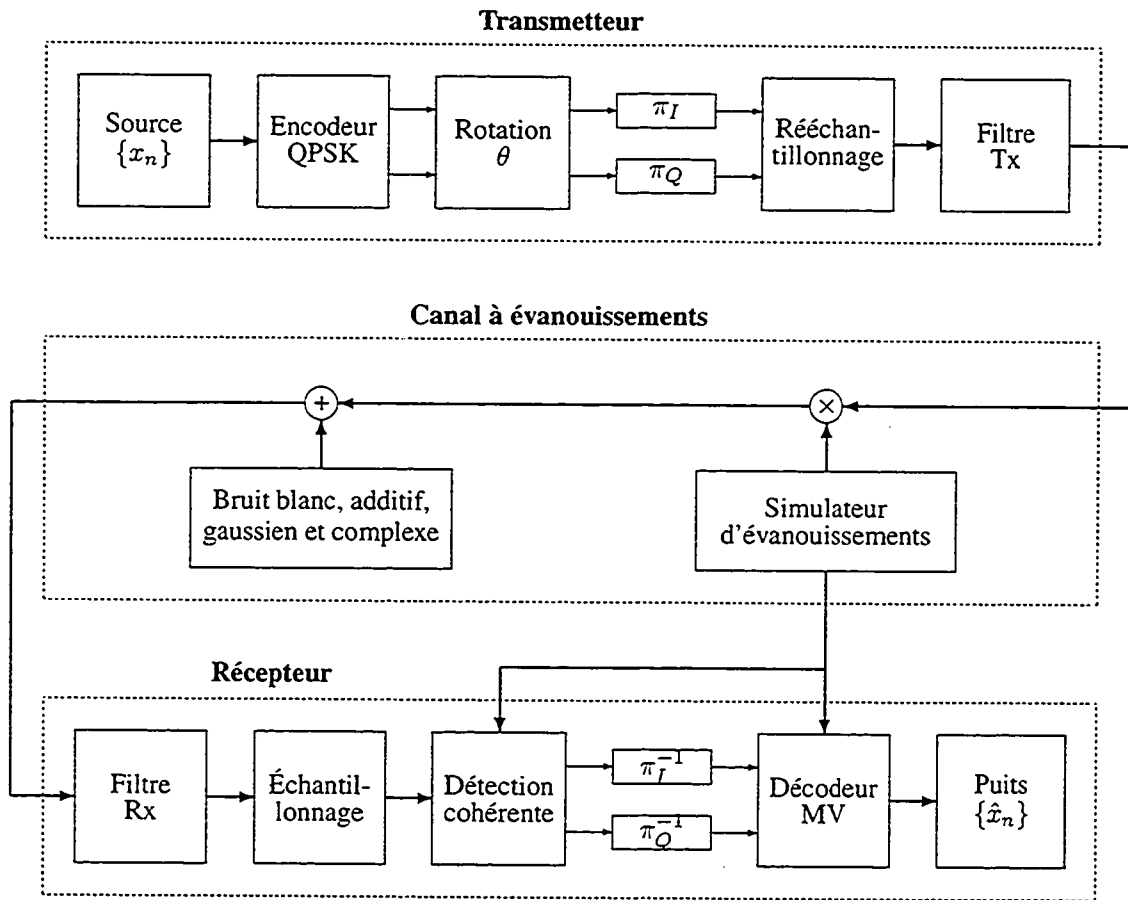 Transmetteur
Source
{x_n}
Encodeur
QPSK
Rotation
θ
π_I
π_Q
Rééchan-
tillonnage
Filtre
Tx
Canal à évanouissements
+
×
Bruit blanc, additif,
gaussien et complexe
Simulateur
d'évanouissements
Récepteur
Filtre
Rx
Échantil-
lonnage
Détection
cohérente
π_I^{-1}
π_Q^{-1}
Décodeur
MV
Puits
{x̂_n}